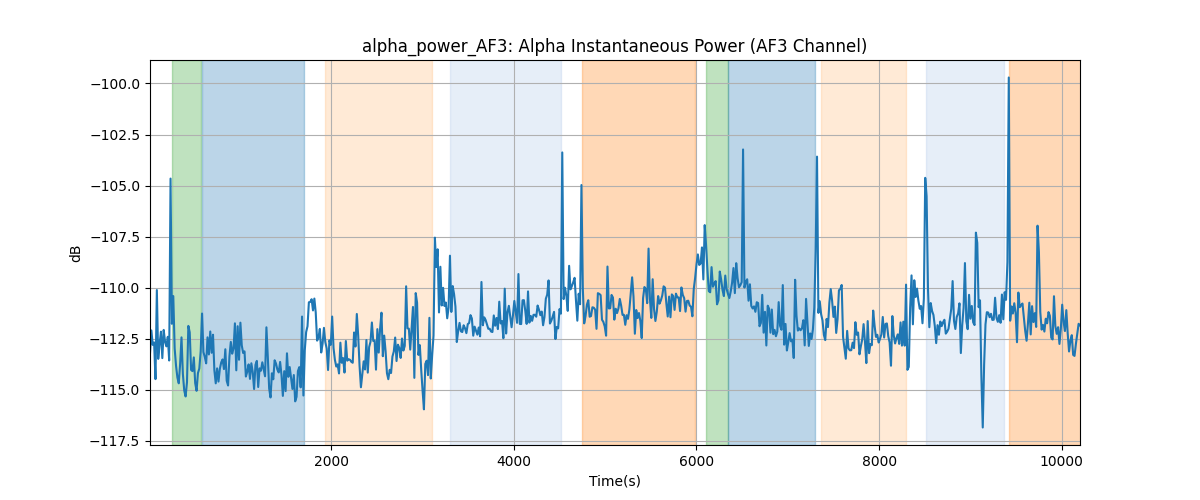 alpha_power_AF3: Alpha Instantaneous Power (AF3 Channel)
−100.0
−102.5
−105.0
−107.5
−110.0
−112.5
−115.0
−117.5
dB
2000 4000 6000 8000 10000
Time(s)